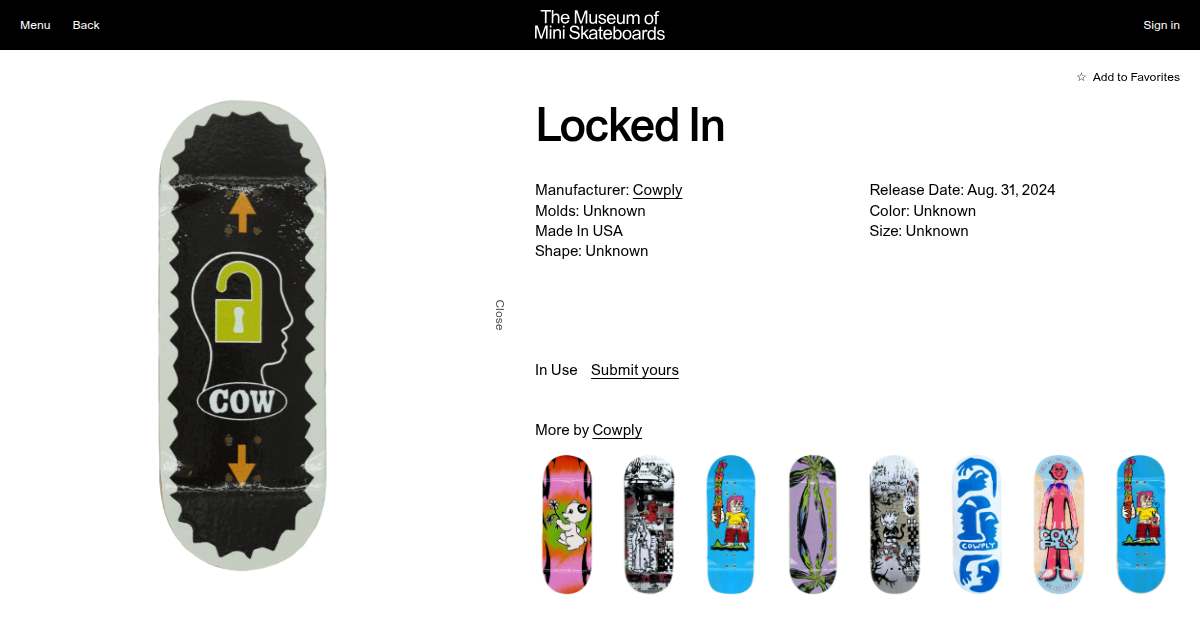 Menu
Back
The Museum of
Mini Skateboards
Sign in
☆ Add to Favorites
Locked In
Manufacturer: Cowply
Molds: Unknown
Made In USA
Shape: Unknown
Release Date: Aug. 31, 2024
Color: Unknown
Size: Unknown
COW
Close
In Use Submit yours
More by Cowply
COWPLY
COW
PLY